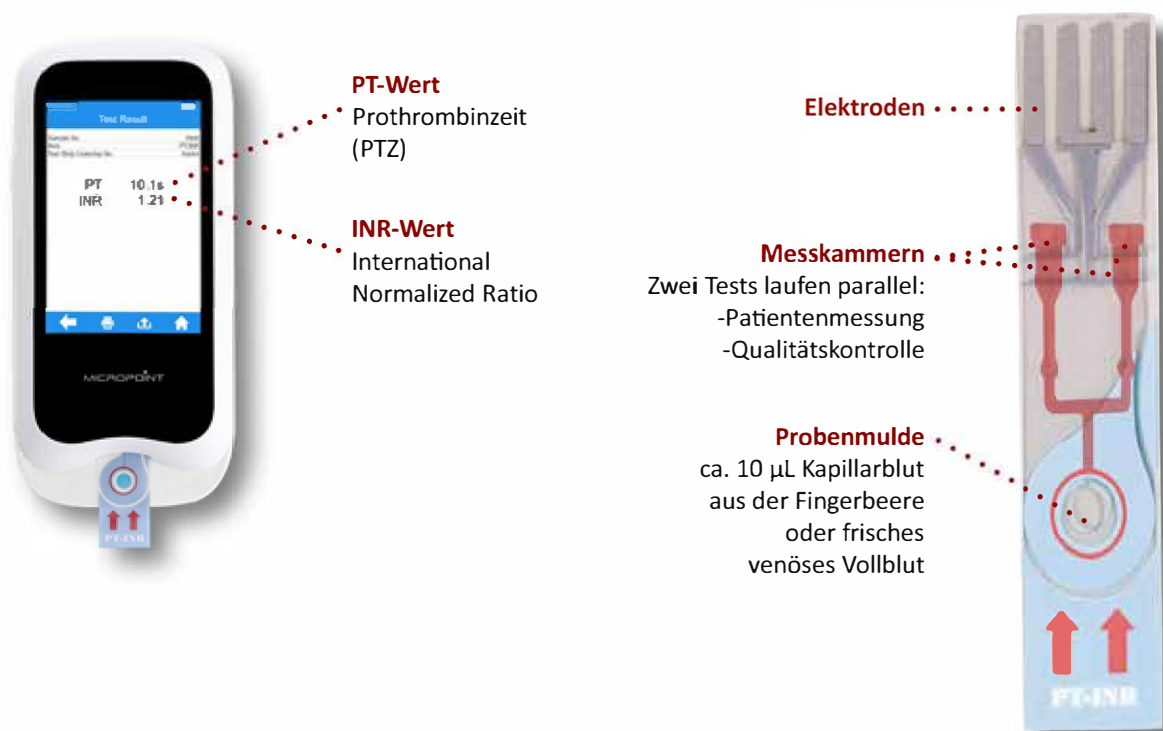 Test Result
PT 10.1s
INR 1.21
MICROPOINT
PT-INR
PT-Wert
Prothrombinzeit
(PTZ)
INR-Wert
International
Normalized Ratio
Elektroden
Messkammern
Zwei Tests laufen parallel:
-Patientenmessung
-Qualitätskontrolle
Probenmulde
ca. 10 µL Kapillarblut
aus der Fingerbeere
oder frisches
venöses Vollblut
PT-INR